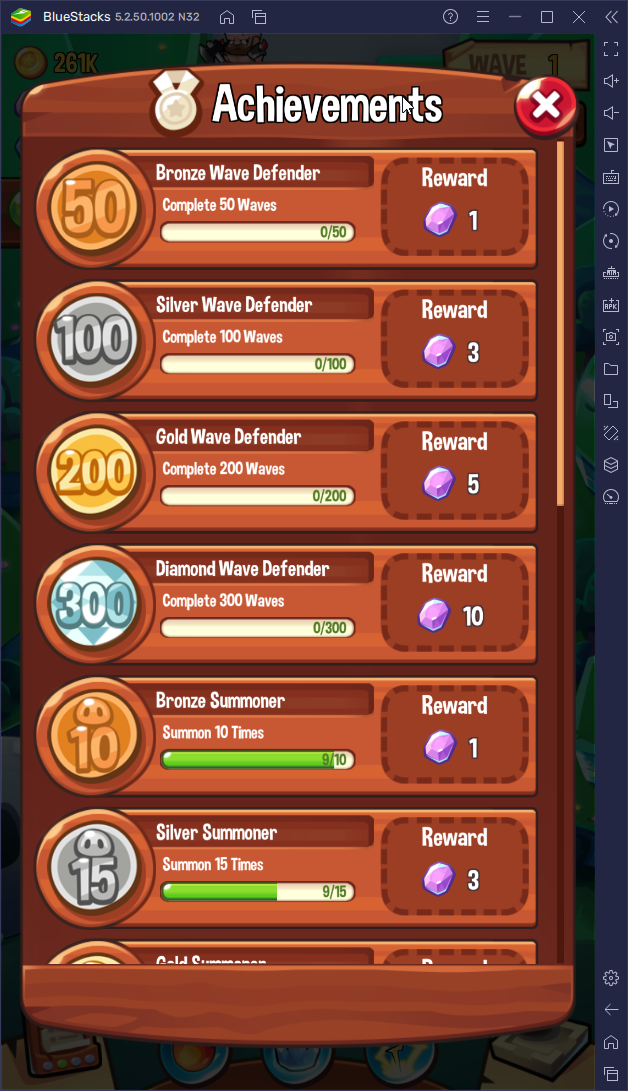 BlueStacks 5.2.50.1002 N32
261K
WAVE 1
Achievements
50
Bronze Wave Defender
Complete 50 Waves
0/50
Reward
1
100
Silver Wave Defender
Complete 100 Waves
0/100
Reward
3
200
Gold Wave Defender
Complete 200 Waves
0/200
Reward
5
300
Diamond Wave Defender
Complete 300 Waves
0/300
Reward
10
10
Bronze Summoner
Summon 10 Times
9/10
Reward
1
15
Silver Summoner
Summon 15 Times
9/15
Reward
3
Gold Summoner